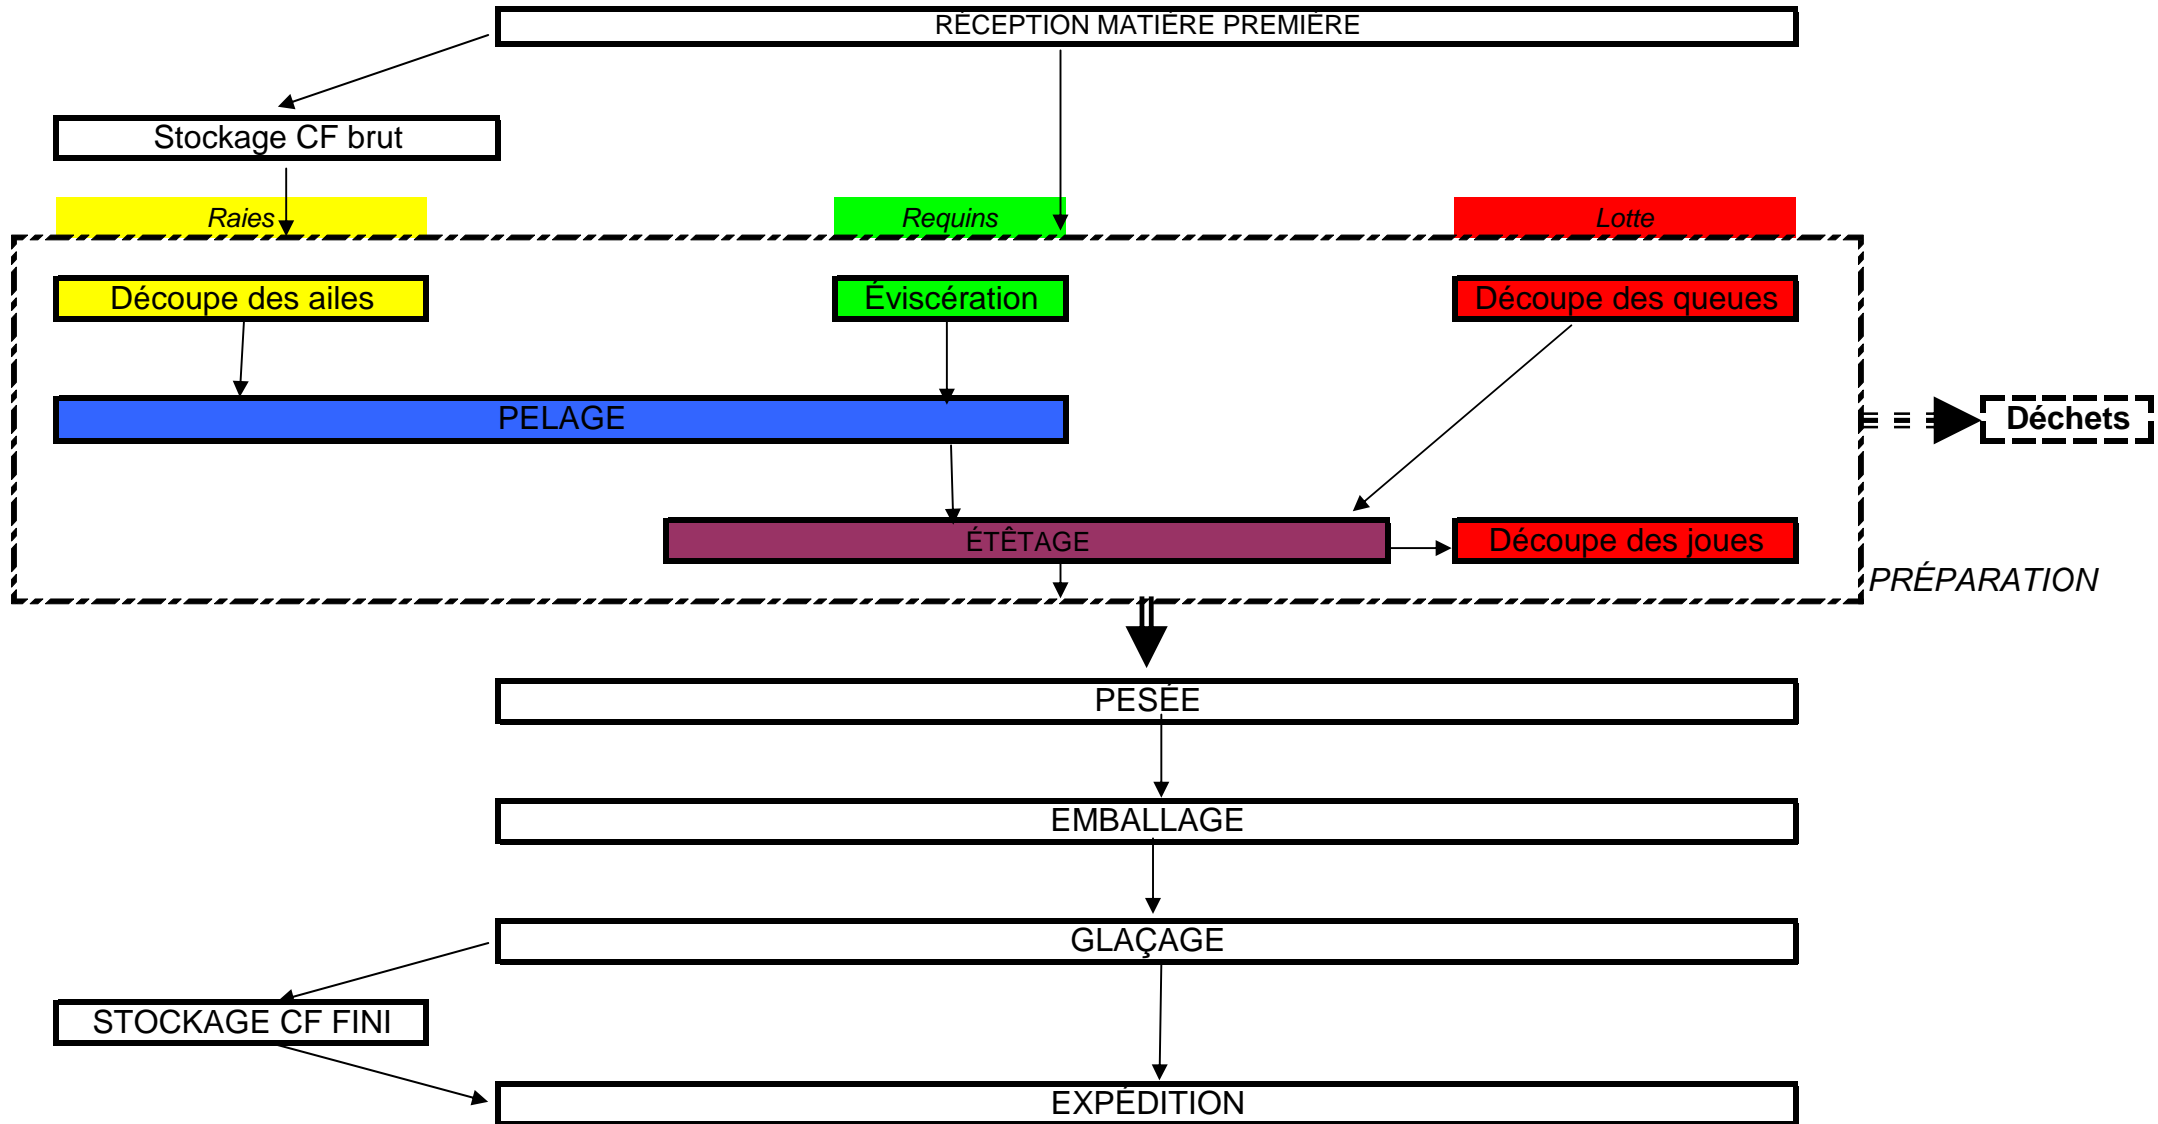 RÉCEPTION MATIÈRE PREMIÈRE
Stockage CF brut
Raies
Requins
Lotte
Découpe des ailes
Éviscération
Découpe des queues
PELAGE
Déchets
ÉTÊTAGE
Découpe des joues
PRÉPARATION
PESÉE
EMBALLAGE
GLAÇAGE
STOCKAGE CF FINI
EXPÉDITION